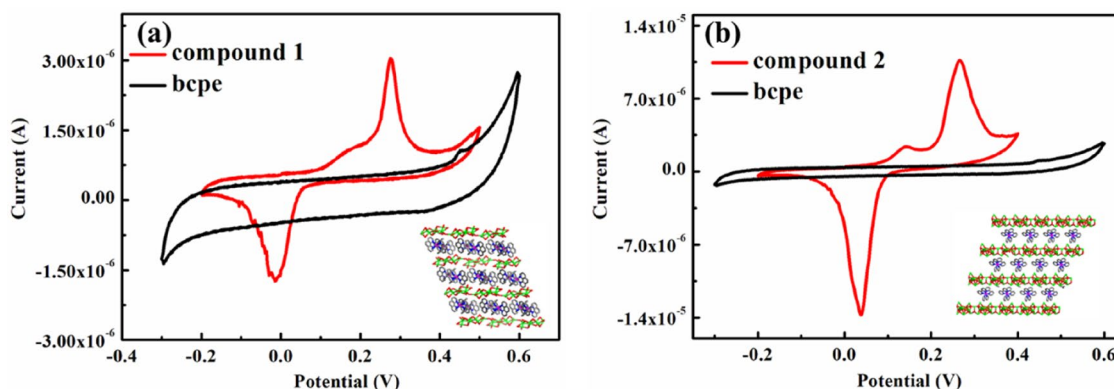 (a)
compound 1
bcpe
3.00x10⁻⁶
1.50x10⁻⁶
0.00
-1.50x10⁻⁶
-3.00x10⁻⁶
Current (A)
-0.4 -0.2 0.0 0.2 0.4 0.6
Potential (V)
(b)
compound 2
bcpe
1.4x10⁻⁵
7.0x10⁻⁶
0.0
-7.0x10⁻⁶
-1.4x10⁻⁵
Current (A)
-0.2 0.0 0.2 0.4 0.6
Potential (V)